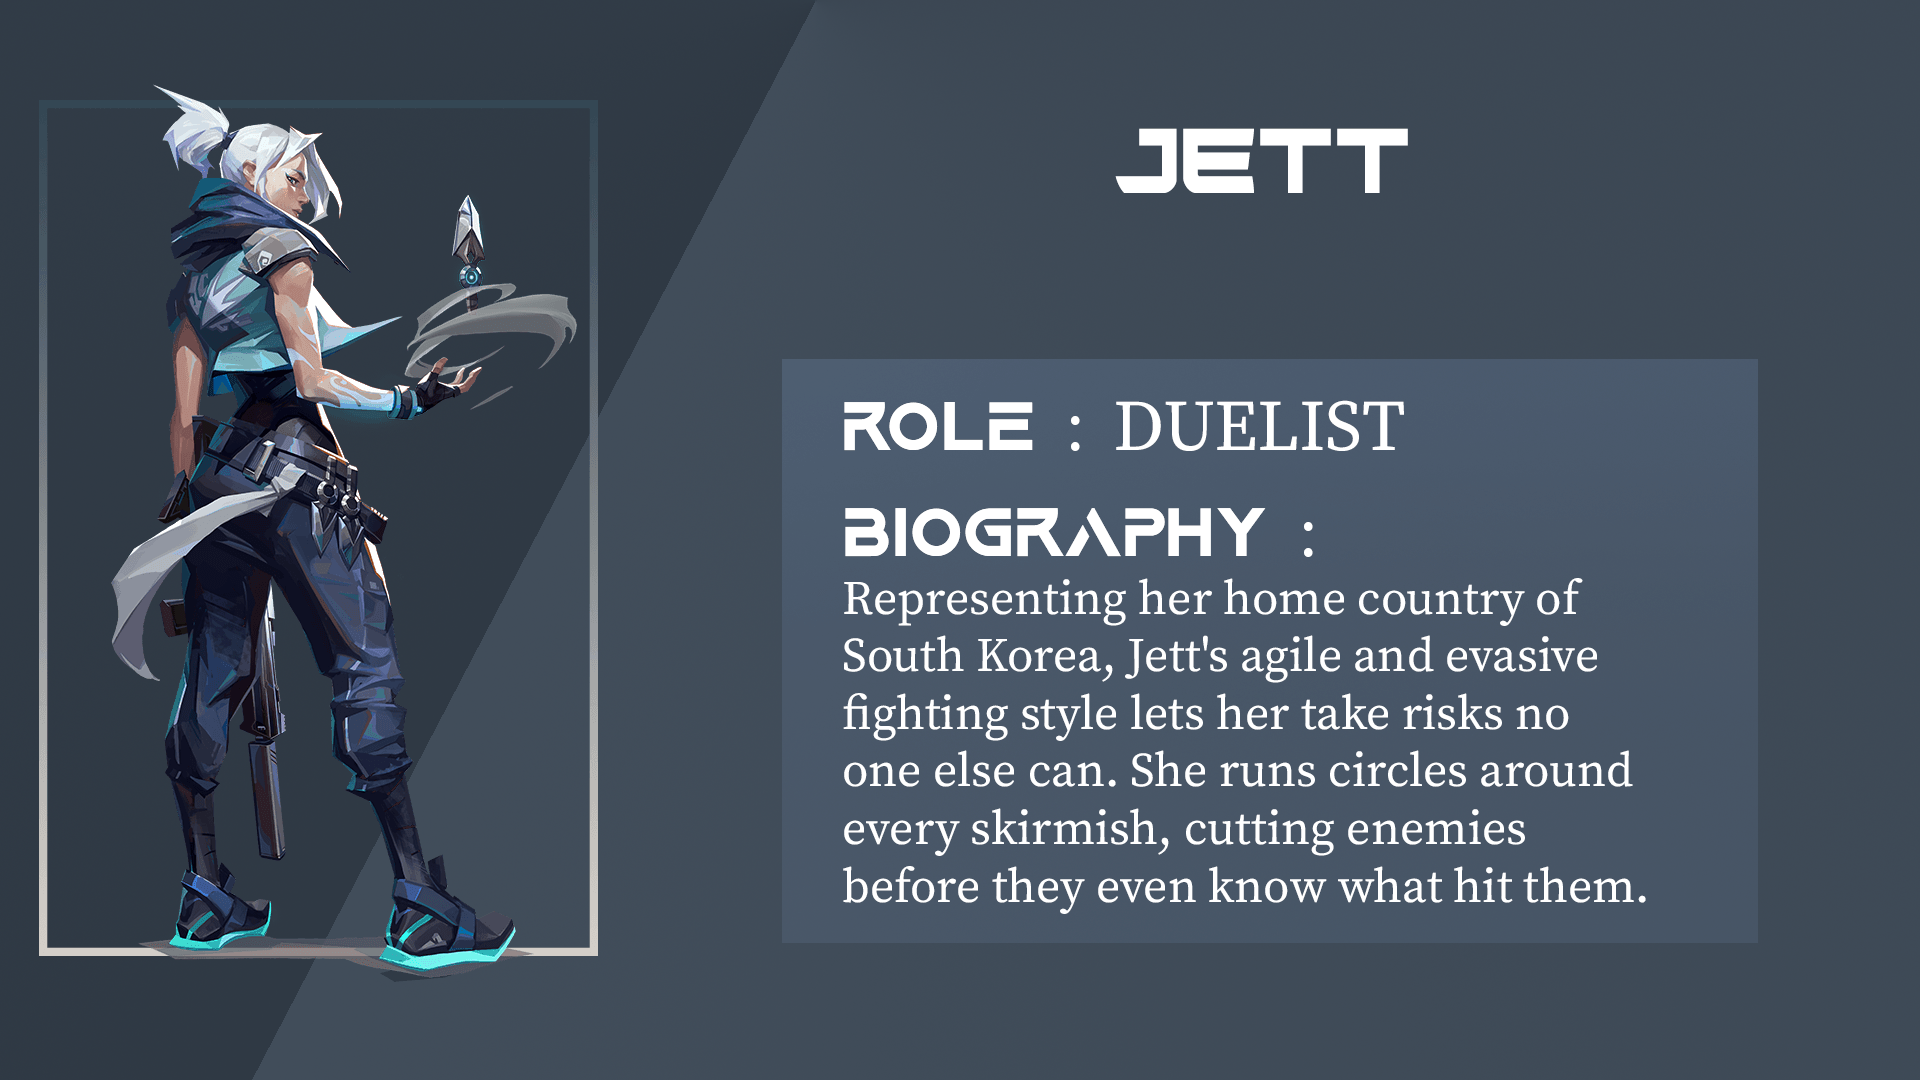 JETT
ROLE : DUELIST
BIOGRAPHY :
Representing her home country of
South Korea, Jett's agile and evasive
fighting style lets her take risks no
one else can. She runs circles around
every skirmish, cutting enemies
before they even know what hit them.